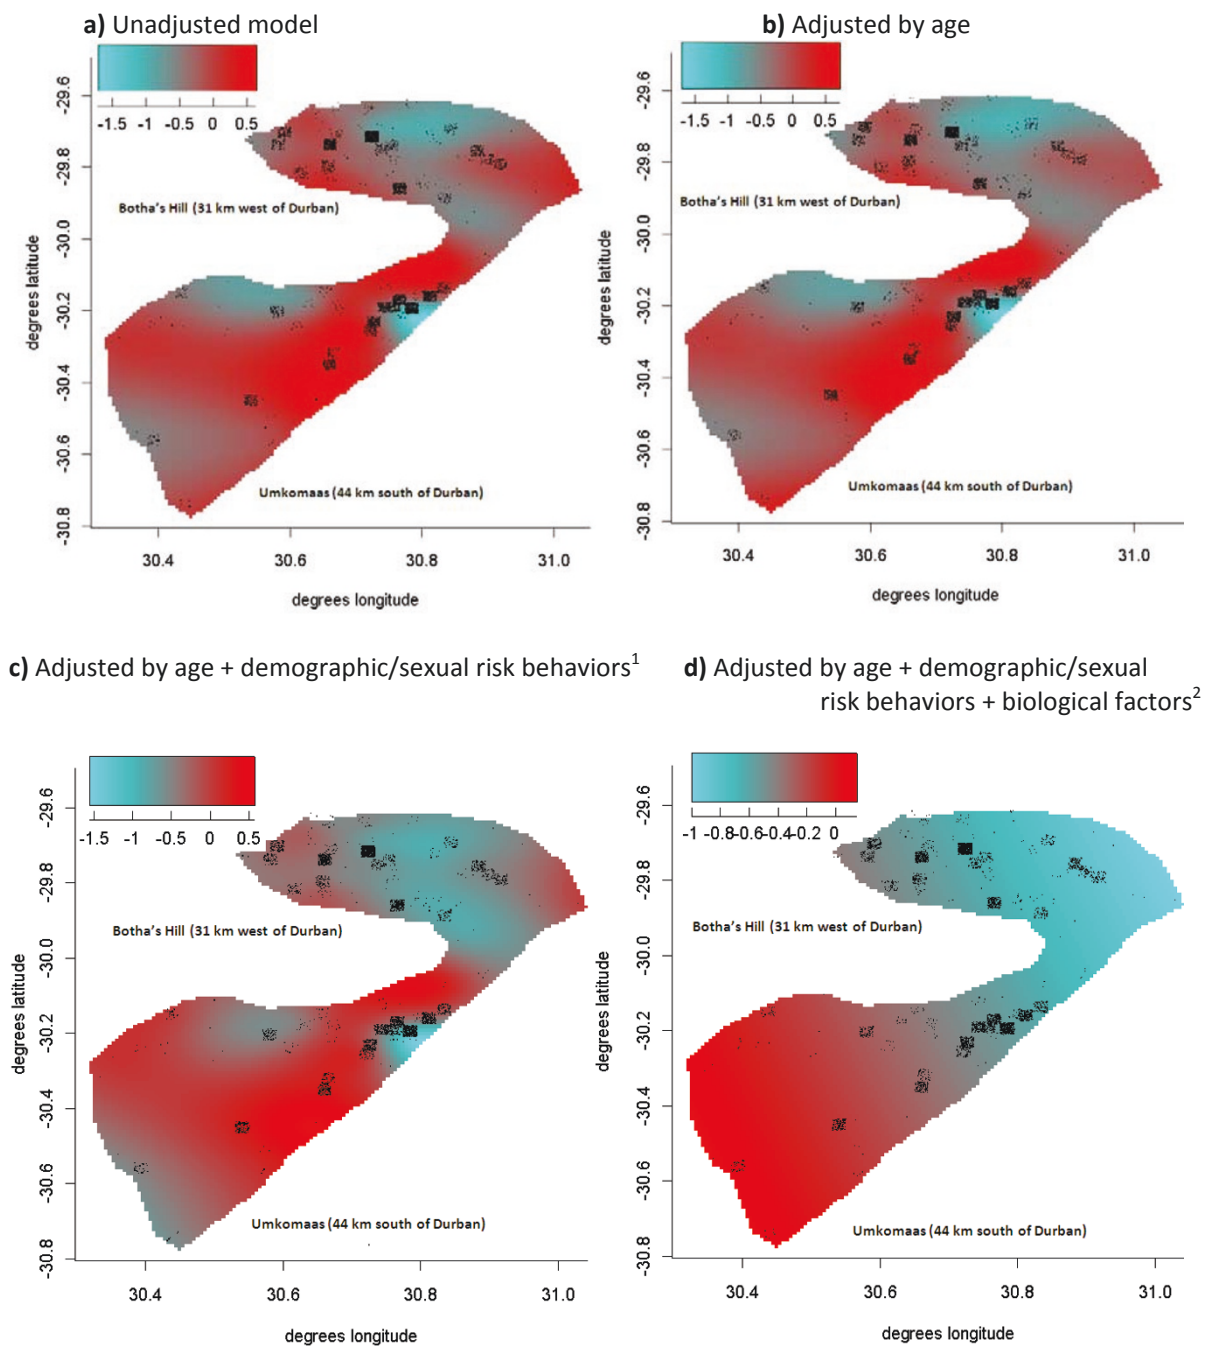 a) Unadjusted model
-1.5 -1 -0.5 0 0.5
-29.6
-29.8
-30.0
-30.2
-30.4
-30.6
-30.8
degrees latitude
Botha's Hill (31 km west of Durban)
Umkomaas (44 km south of Durban)
30.4 30.6 30.8 31.0
degrees longitude
b) Adjusted by age
-1.5 -1 -0.5 0 0.5
-29.6
-29.8
-30.0
-30.2
-30.4
-30.6
-30.8
degrees latitude
Botha's Hill (31 km west of Durban)
Umkomaas (44 km south of Durban)
30.4 30.6 30.8 31.0
degrees longitude
c) Adjusted by age + demographic/sexual risk behaviors¹
-1.5 -1 -0.5 0 0.5
-29.6
-29.8
-30.0
-30.2
-30.4
-30.6
-30.8
degrees latitude
Botha's Hill (31 km west of Durban)
Umkomaas (44 km south of Durban)
30.4 30.6 30.8 31.0
degrees longitude
d) Adjusted by age + demographic/sexual
risk behaviors + biological factors²
-1 -0.8 -0.6 -0.4 -0.2 0
-29.6
-29.8
-30.0
-30.2
-30.4
-30.6
-30.8
degrees latitude
Botha's Hill (31 km west of Durban)
Umkomaas (44 km south of Durban)
30.4 30.6 30.8 31.0
degrees longitude